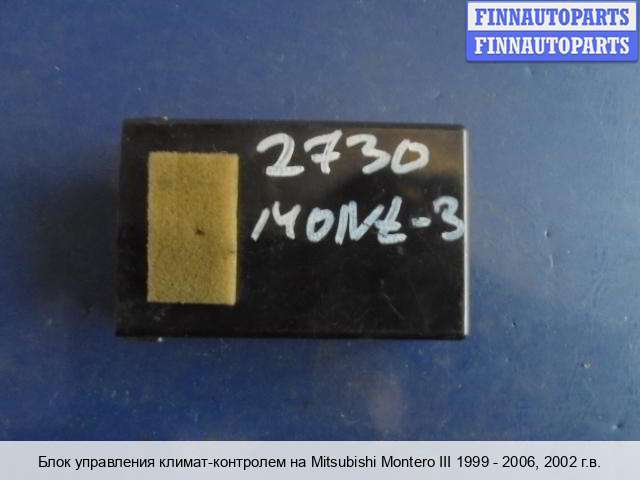 FINNAUTOPARTS
FINNAUTOPARTS
2730
MONt-3
Блок управления климат-контролем на Mitsubishi Montero III 1999 - 2006, 2002 г.в.